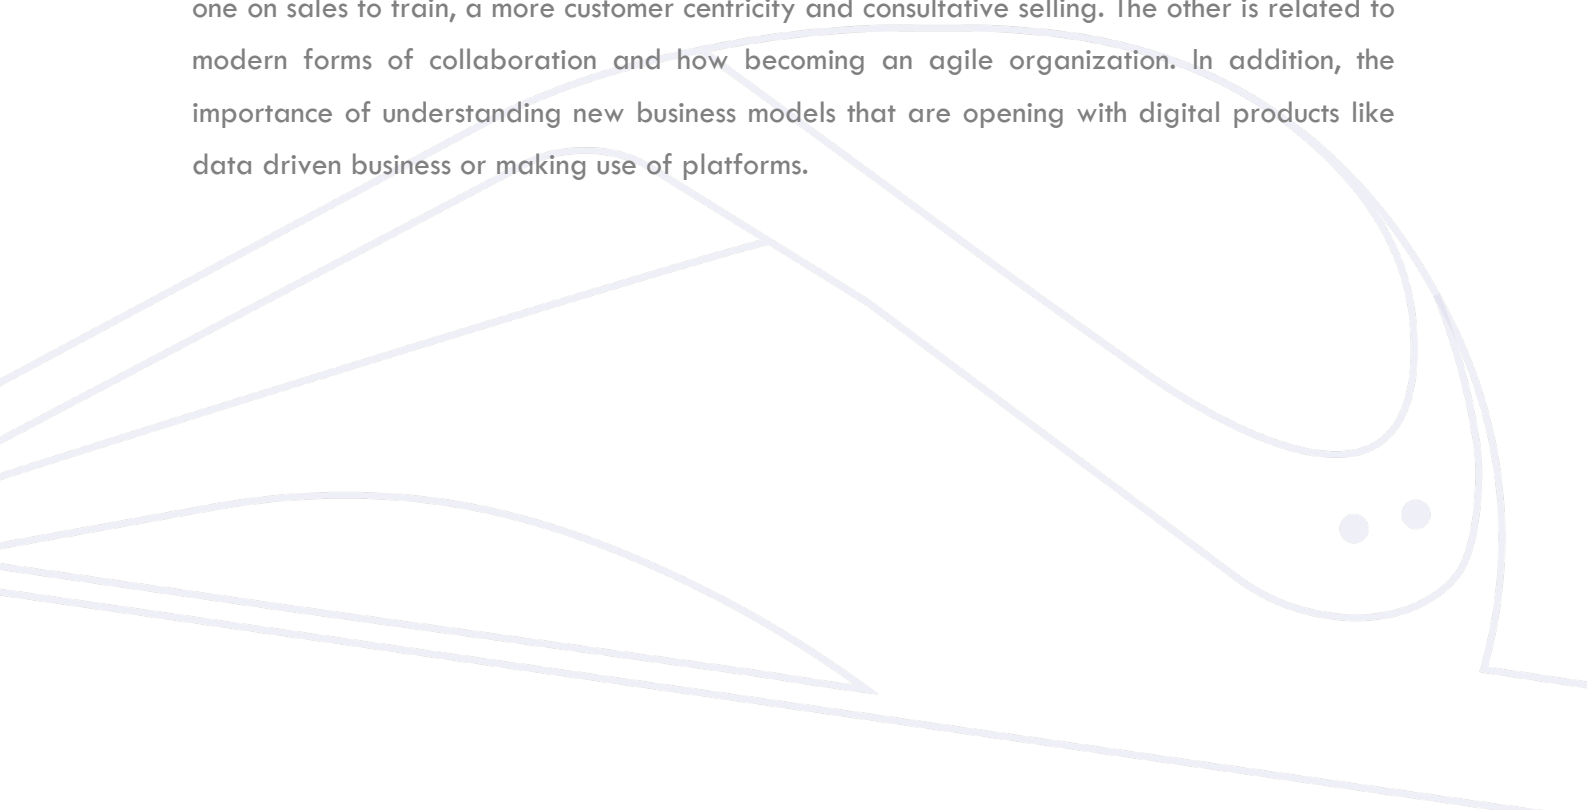 one on sales to train, a more customer centricity and consultative selling. The other is related to
modern forms of collaboration and how becoming an agile organization. In addition, the
importance of understanding new business models that are opening with digital products like
data driven business or making use of platforms.